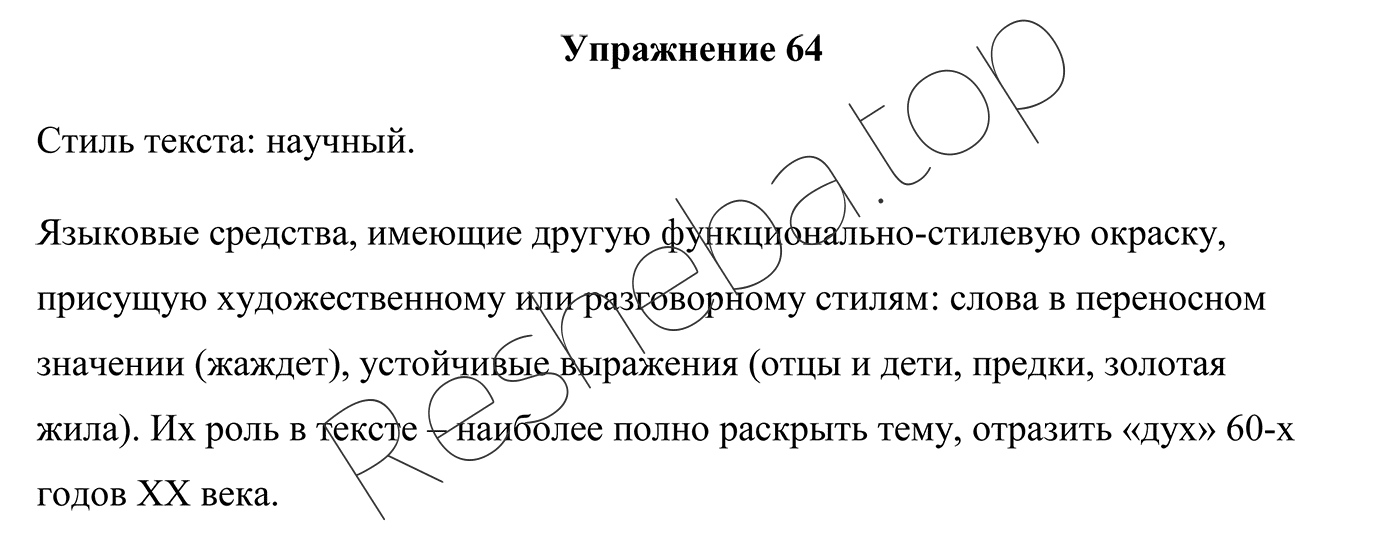 Упражнение 64
Стиль текста: научный.
Языковые средства, имеющие другую функционально-стилевую окраску,
присущую художественному или разговорному стилям: слова в переносном
значении (жаждет), устойчивые выражения (отцы и дети, предки, золотая
жила). Их роль в тексте – наиболее полно раскрыть тему, отразить «дух» 60-х
годов XX века.
Resheba.top